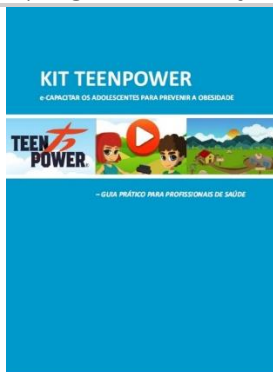 KIT TEENPOWER
e-CAPACITAR OS ADOLESCENTES PARA PREVENIR A OBESIDADE
TEEN
POWER
– GUIA PRÁTICO PARA PROFISSIONAIS DE SAÚDE